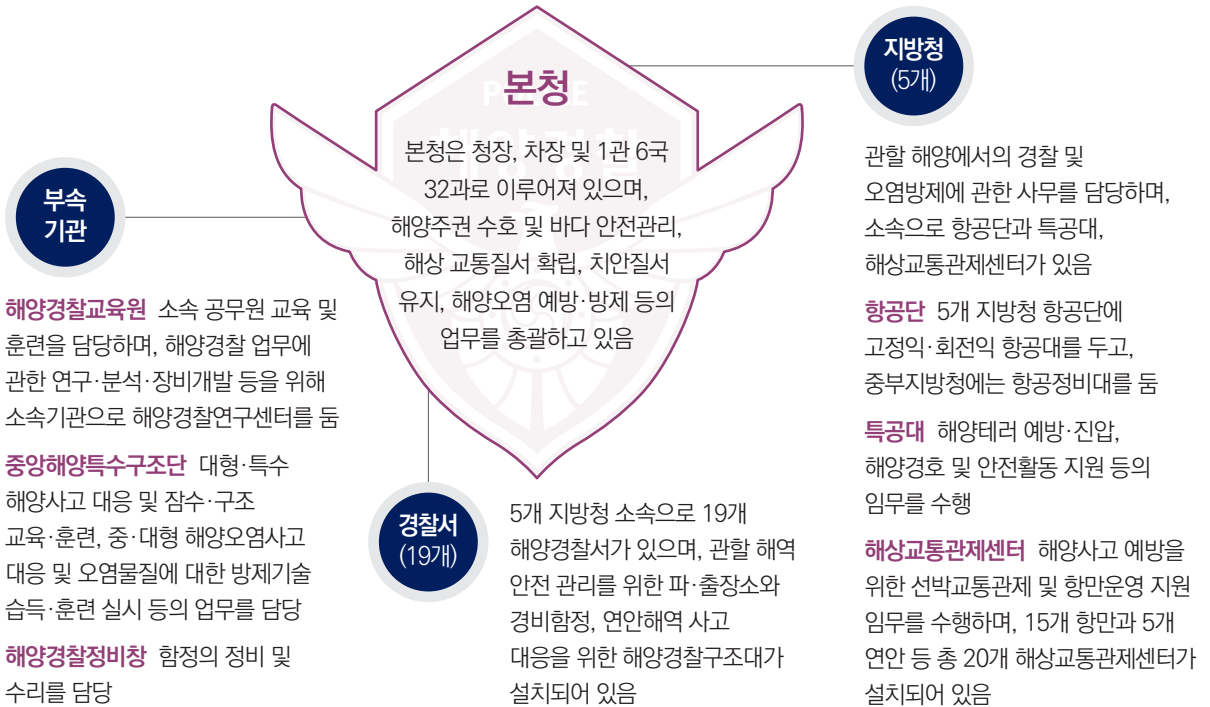 본청
POLICE
해양경찰
본청은 청장, 차장 및 1관 6국
32과로 이루어져 있으며,
해양주권 수호 및 바다 안전관리,
해상 교통질서 확립, 치안질서
유지, 해양오염 예방·방제 등의
업무를 총괄하고 있음
부속
기관
해양경찰교육원 소속 공무원 교육 및
훈련을 담당하며, 해양경찰 업무에
관한 연구·분석·장비개발 등을 위해
소속기관으로 해양경찰연구센터를 둠
중앙해양특수구조단 대형·특수
해양사고 대응 및 잠수·구조
교육·훈련, 중·대형 해양오염사고
대응 및 오염물질에 대한 방제기술
습득·훈련 실시 등의 업무를 담당
해양경찰정비창 함정의 정비 및
수리를 담당
경찰서
(19개)
5개 지방청 소속으로 19개
해양경찰서가 있으며, 관할 해역
안전 관리를 위한 파·출장소와
경비함정, 연안해역 사고
대응을 위한 해양경찰구조대가
설치되어 있음
지방청
(5개)
관할 해양에서의 경찰 및
오염방제에 관한 사무를 담당하며,
소속으로 항공단과 특공대,
해상교통관제센터가 있음
항공단 5개 지방청 항공단에
고정익·회전익 항공대를 두고,
중부지방청에는 항공정비대를 둠
특공대 해양테러 예방·진압,
해양경호 및 안전활동 지원 등의
임무를 수행
해상교통관제센터 해양사고 예방을
위한 선박교통관제 및 항만운영 지원
임무를 수행하며, 15개 항만과 5개
연안 등 총 20개 해상교통관제센터가
설치되어 있음